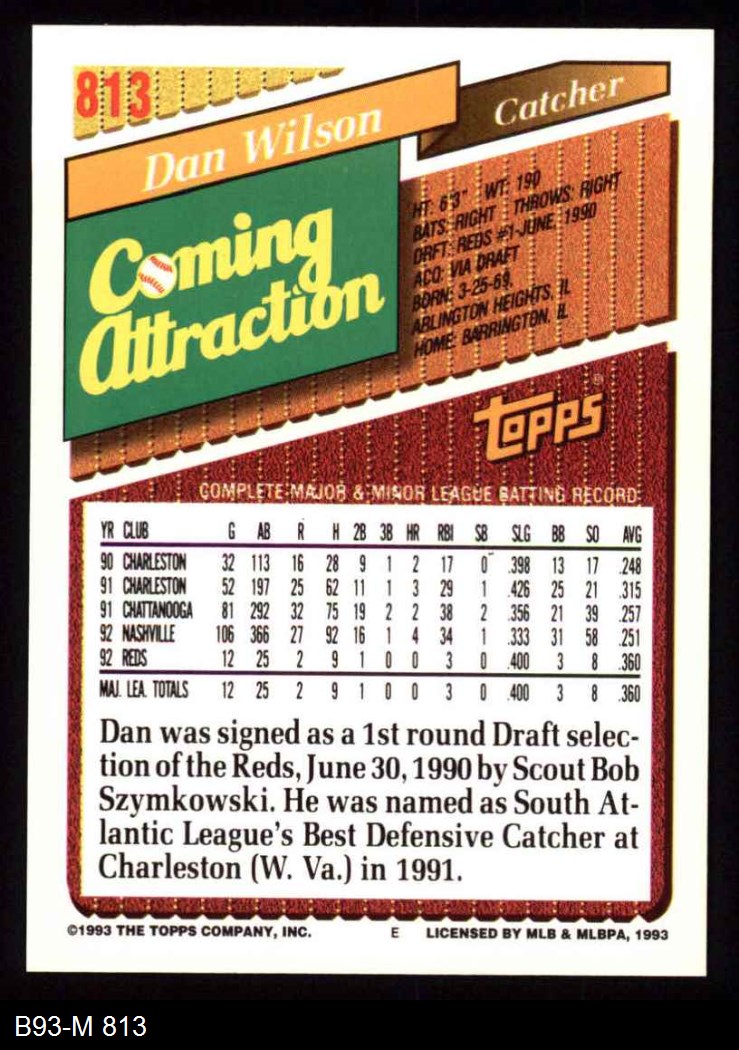 813
Dan Wilson
Catcher
Coming
Attraction
HT: 6'3" WT: 190
BATS: RIGHT THROWS: RIGHT
DRFT: REDS #1-JUNE, 1990
ACQ: VIA DRAFT
BORN: 3-25-69,
ARLINGTON HEIGHTS, IL
HOME: BARRINGTON, IL
TOPPS®
COMPLETE MAJOR & MINOR LEAGUE BATTING RECORD
YR CLUB G AB R H 2B 3B HR RBI SB SLG BB SO AVG
90 CHARLESTON 32 113 16 28 9 1 2 17 0 .398 13 17 .248
91 CHARLESTON 52 197 25 62 11 1 3 29 1 .426 25 21 .315
91 CHATTANOOGA 81 292 32 75 19 2 2 38 2 .356 21 39 .257
92 NASHVILLE 106 366 27 92 16 1 4 34 1 .333 31 58 .251
92 REDS 12 25 2 9 1 0 0 3 0 .400 3 8 .360
MAJ. LEA. TOTALS 12 25 2 9 1 0 0 3 0 .400 3 8 .360
Dan was signed as a 1st round Draft selec-
tion of the Reds, June 30, 1990 by Scout Bob
Szymkowski. He was named as South At-
lantic League's Best Defensive Catcher at
Charleston (W. Va.) in 1991.
©1993 THE TOPPS COMPANY, INC. E LICENSED BY MLB & MLBPA, 1993
B93-M 813